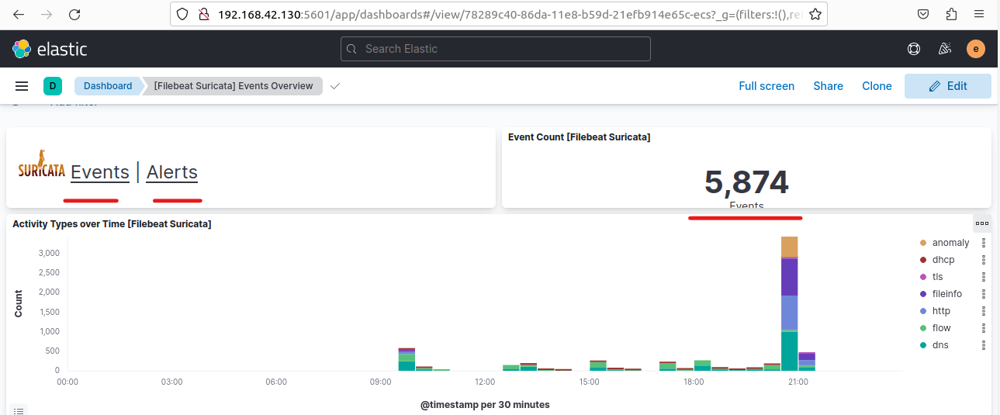 192.168.42.130:5601/app/dashboards#/view/78289c40-86da-11e8-b59d-21efb914e65c-ecs?_g=(filters:!(),re
elastic
Search Elastic
e
D
Dashboard
[Filebeat Suricata] Events Overview
Full screen
Share
Clone
Edit
SURICATA Events | Alerts
Event Count [Filebeat Suricata]
5,874
Events
Activity Types over Time [Filebeat Suricata]
3,000
2,500
2,000
1,500
1,000
500
0
Count
00:00
03:00
06:00
09:00
12:00
15:00
18:00
21:00
@timestamp per 30 minutes
anomaly
dhcp
tls
fileinfo
http
flow
dns